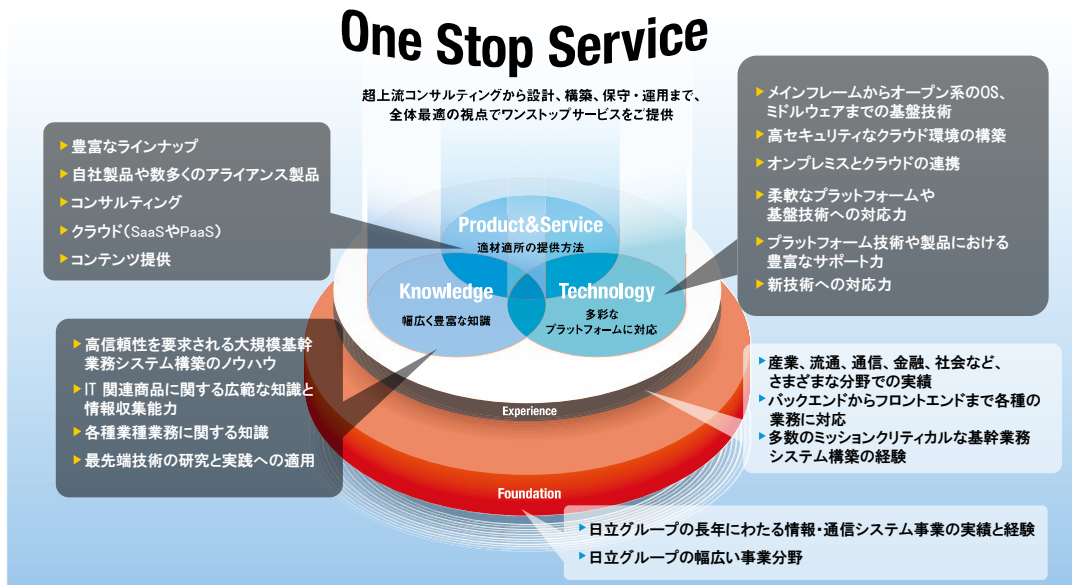 One Stop Service
超上流コンサルティングから設計、構築、保守・運用まで、
全体最適の視点でワンストップサービスをご提供
豊富なラインナップ
自社製品や数多くのアライアンス製品
コンサルティング
クラウド（SaaSやPaaS）
コンテンツ提供
メインフレームからオープン系のOS、
ミドルウェアまでの基盤技術
高セキュリティなクラウド環境の構築
オンプレミスとクラウドの連携
柔軟なプラットフォームや
基盤技術への対応力
プラットフォーム技術や製品における
豊富なサポート力
新技術への対応力
Product&Service
適材適所の提供方法
Knowledge
幅広く豊富な知識
Technology
多彩な
プラットフォームに対応
高信頼性を要求される大規模基幹
業務システム構築のノウハウ
IT 関連商品に関する広範な知識と
情報収集能力
各種業種業務に関する知識
最先端技術の研究と実践への適用
Experience
産業、流通、通信、金融、社会など、
さまざまな分野での実績
バックエンドからフロントエンドまで各種の
業務に対応
多数のミッションクリティカルな基幹業務
システム構築の経験
Foundation
日立グループの長年にわたる情報・通信システム事業の実績と経験
日立グループの幅広い事業分野